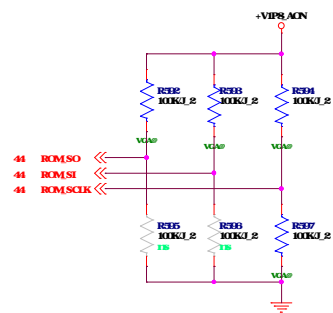 +V1P8_AON
R592
100KJ_2
R593
100KJ_2
R594
100KJ_2
VGA@
VGA@
VGA@
44 ROM_SO
44 ROM_SI
44 ROM_SCLK
R595
100KJ_2
R596
100KJ_2
R597
100KJ_2
VGA@